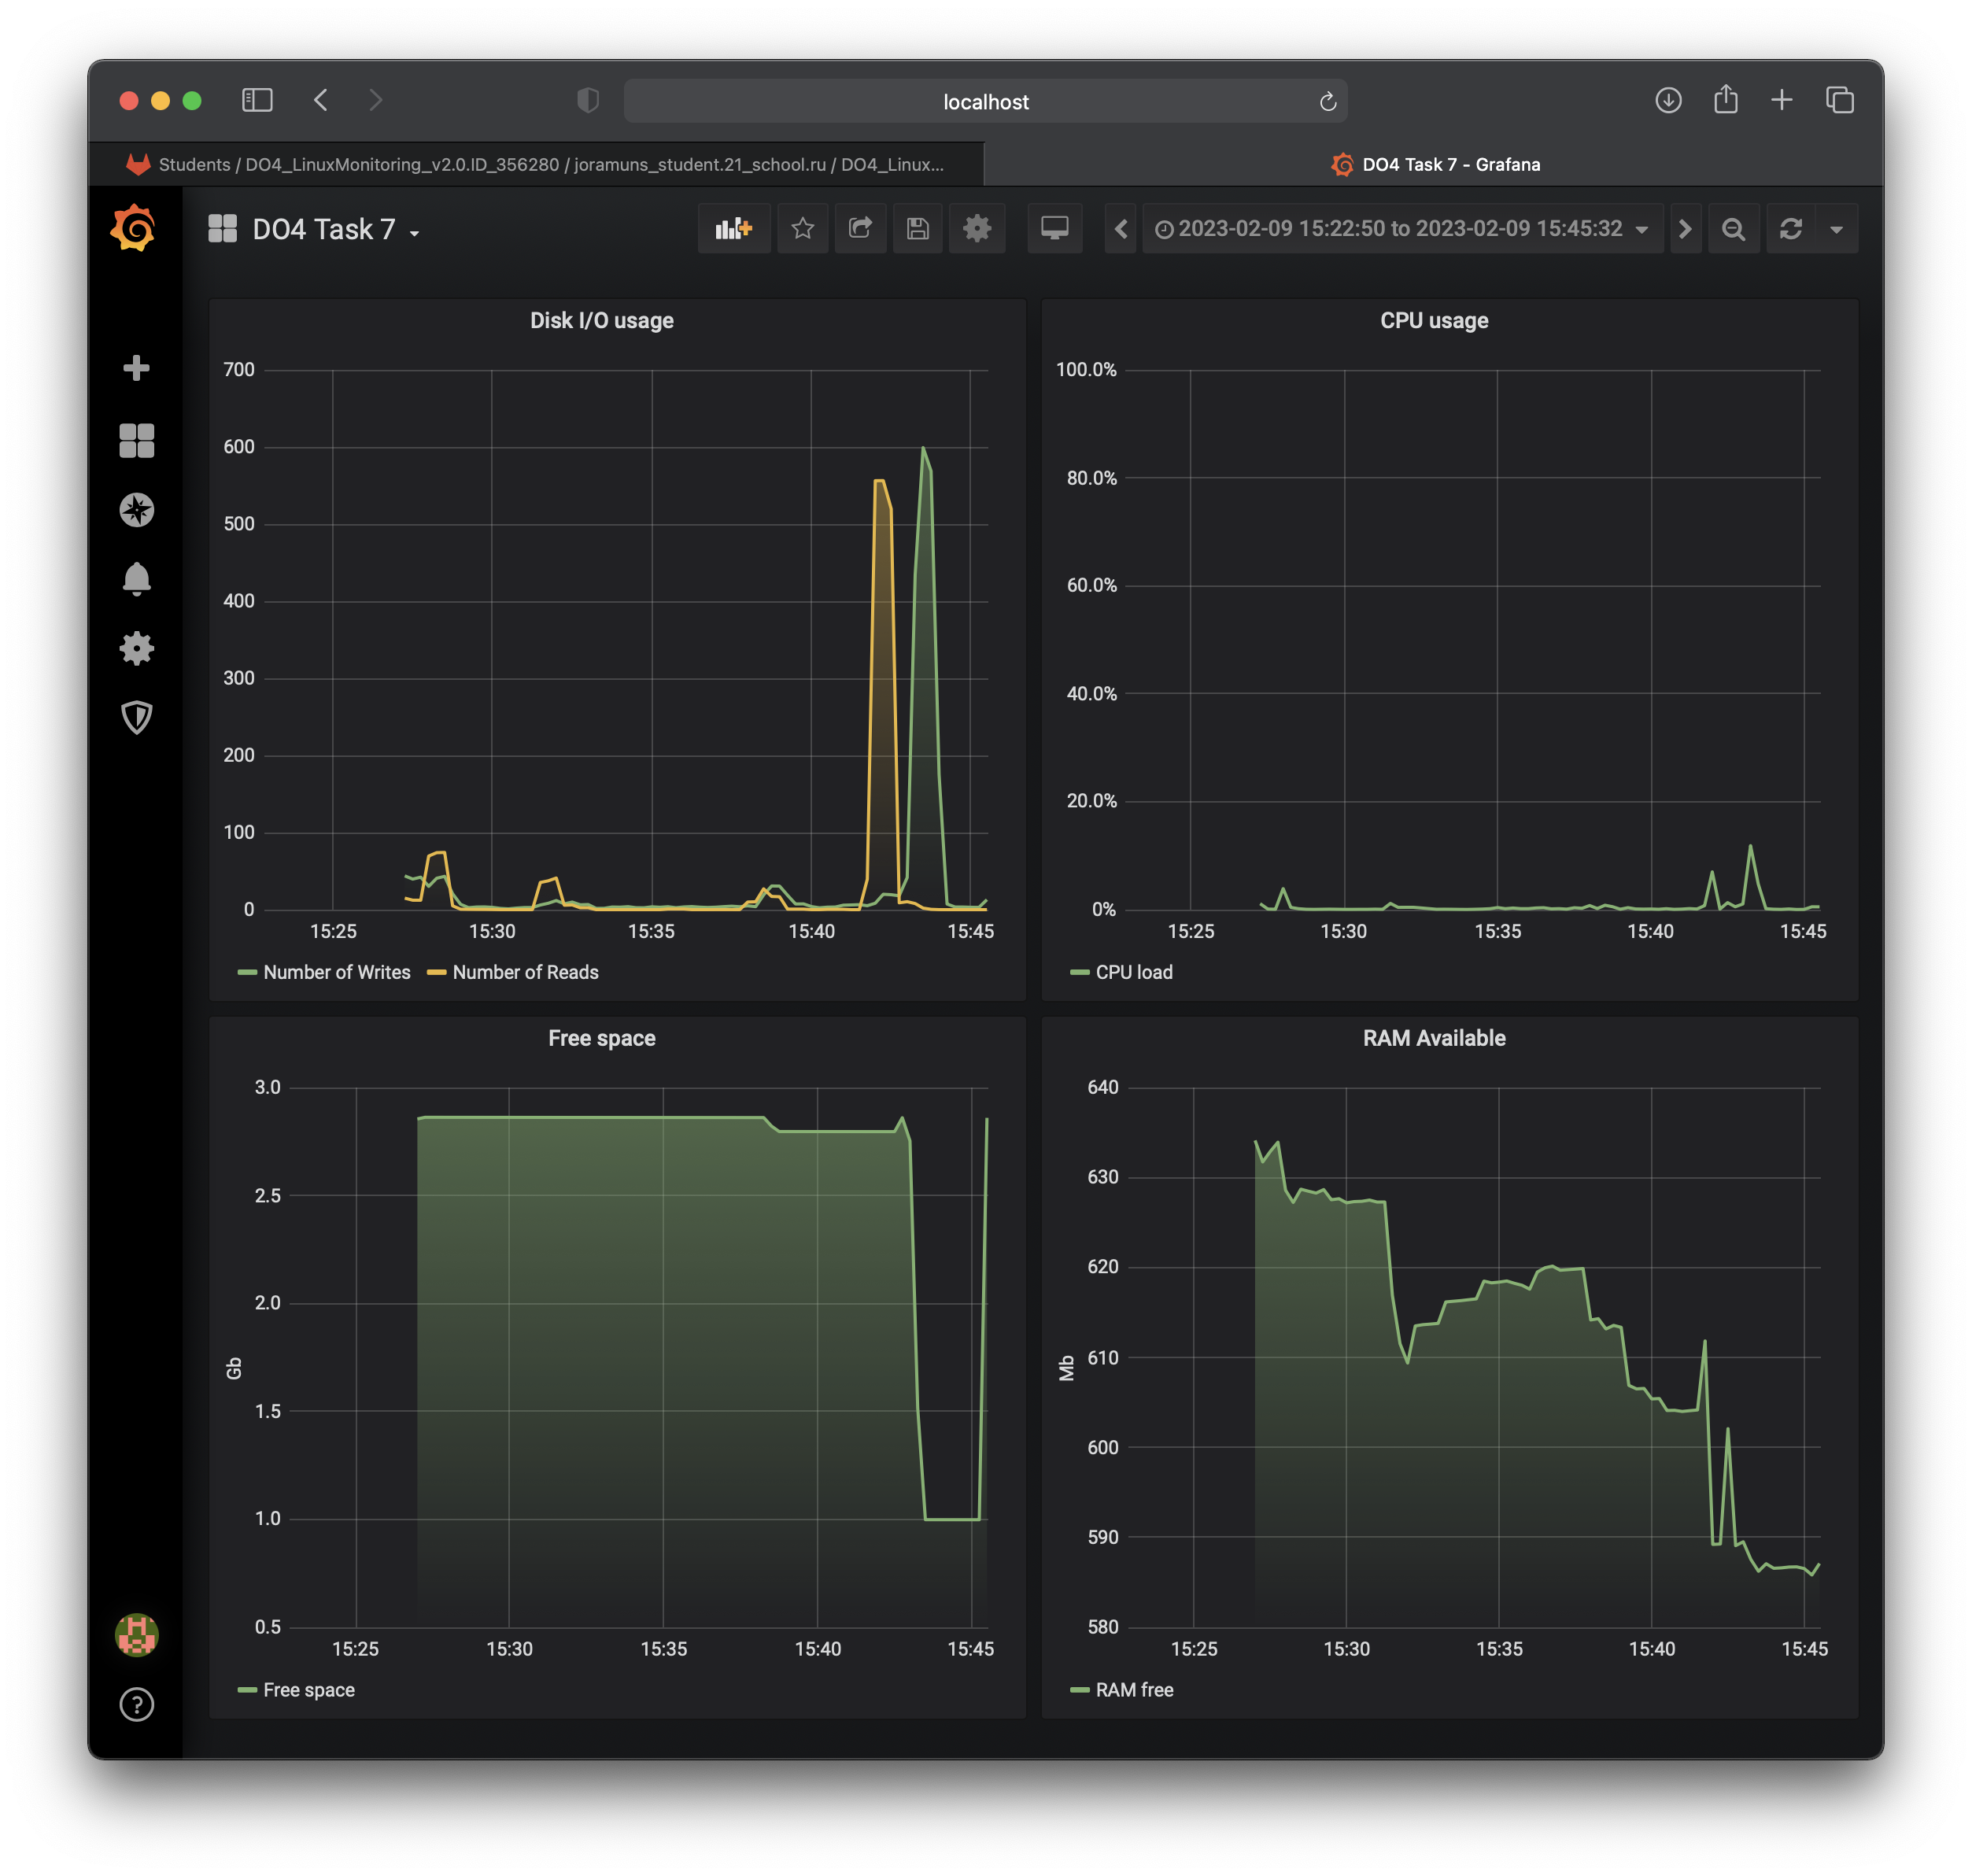 localhost
Students / DO4_LinuxMonitoring_v2.0.ID_356280 / joramuns_student.21_school.ru / DO4_Linux...
DO4 Task 7 - Grafana
DO4 Task 7
2023-02-09 15:22:50 to 2023-02-09 15:45:32
Disk I/O usage
700
600
500
400
300
200
100
0
15:25 15:30 15:35 15:40 15:45
Number of Writes Number of Reads
CPU usage
100.0%
80.0%
60.0%
40.0%
20.0%
0%
15:25 15:30 15:35 15:40 15:45
CPU load
Free space
3.0
2.5
2.0
1.5
1.0
0.5
Gb
15:25 15:30 15:35 15:40 15:45
Free space
RAM Available
640
630
620
610
600
590
580
Mb
15:25 15:30 15:35 15:40 15:45
RAM free